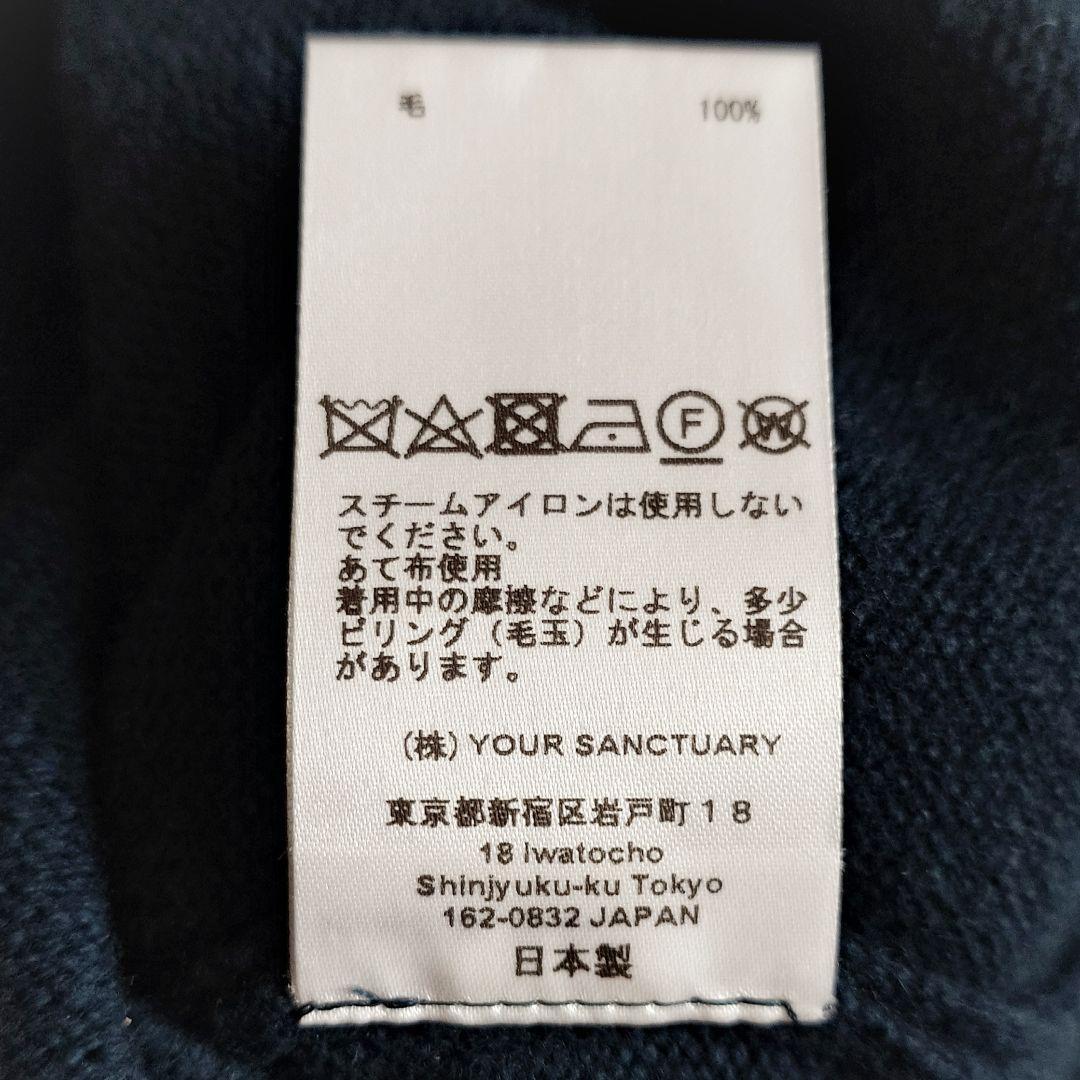 毛 100%
F W
スチームアイロンは使用しない
でください。
あて布使用
着用中の摩擦などにより、多少
ピリング（毛玉）が生じる場合
があります。
(株) YOUR SANCTUARY
東京都新宿区岩戸町１８
18 Iwatocho
Shinjyuku-ku Tokyo
162-0832 JAPAN
日本製